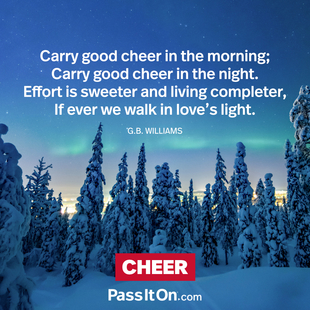 Carry good cheer in the morning;
Carry good cheer in the night.
Effort is sweeter and living completer,
If ever we walk in love’s light.
'G.B. WILLIAMS
CHEER
PassItOn.com